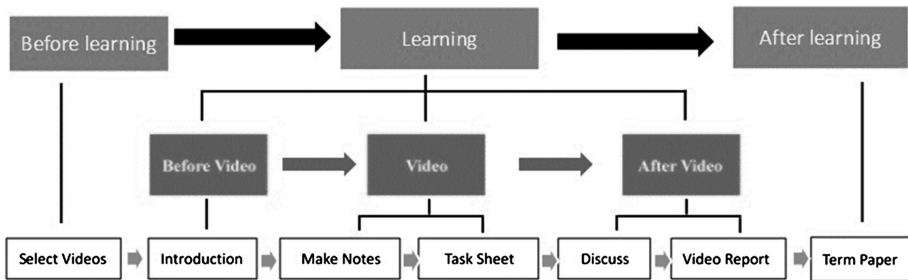 Before learning
Learning
After learning
Before Video
Video
After Video
Select Videos
Introduction
Make Notes
Task Sheet
Discuss
Video Report
Term Paper